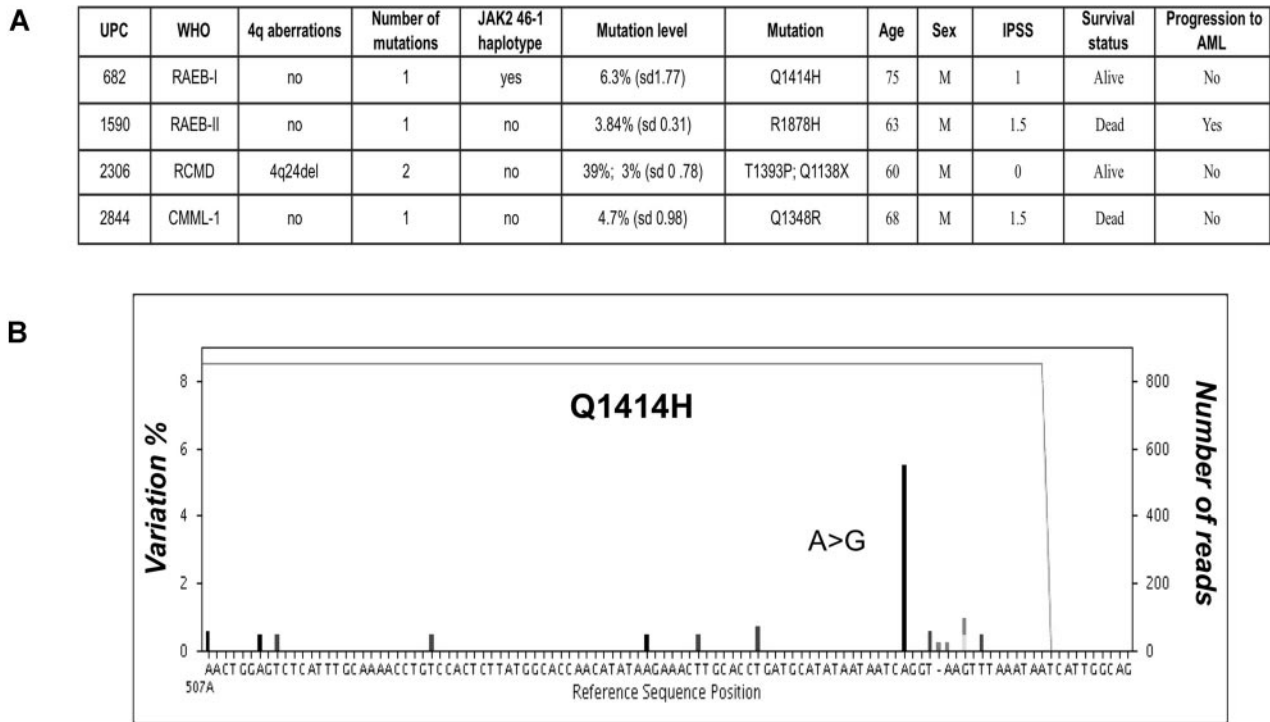 A
UPC WHO 4q aberrations Number of mutations JAK2 46-1 haplotype Mutation level Mutation Age Sex IPSS Survival status Progression to AML
682 RAEB-I no 1 yes 6.3% (sd1.77) Q1414H 75 M 1 Alive No
1590 RAEB-II no 1 no 3.84% (sd 0.31) R1878H 63 M 1.5 Dead Yes
2306 RCMD 4q24del 2 no 39%; 3% (sd 0 .78) T1393P; Q1138X 60 M 0 Alive No
2844 CMML-1 no 1 no 4.7% (sd 0.98) Q1348R 68 M 1.5 Dead No
B
Q1414H
Variation %
Number of reads
8 800
6 600
4 400
A>G
2 200
0 0
AACTGGAGTCTCATTTGCAAAACCTGTCCACTCTTATGGCACCAACATATAAGAAACTTGCACCTGATGCATATAATAATCAGGT-AAGTTTAAATAATCATTGGCAG
507A
Reference Sequence Position